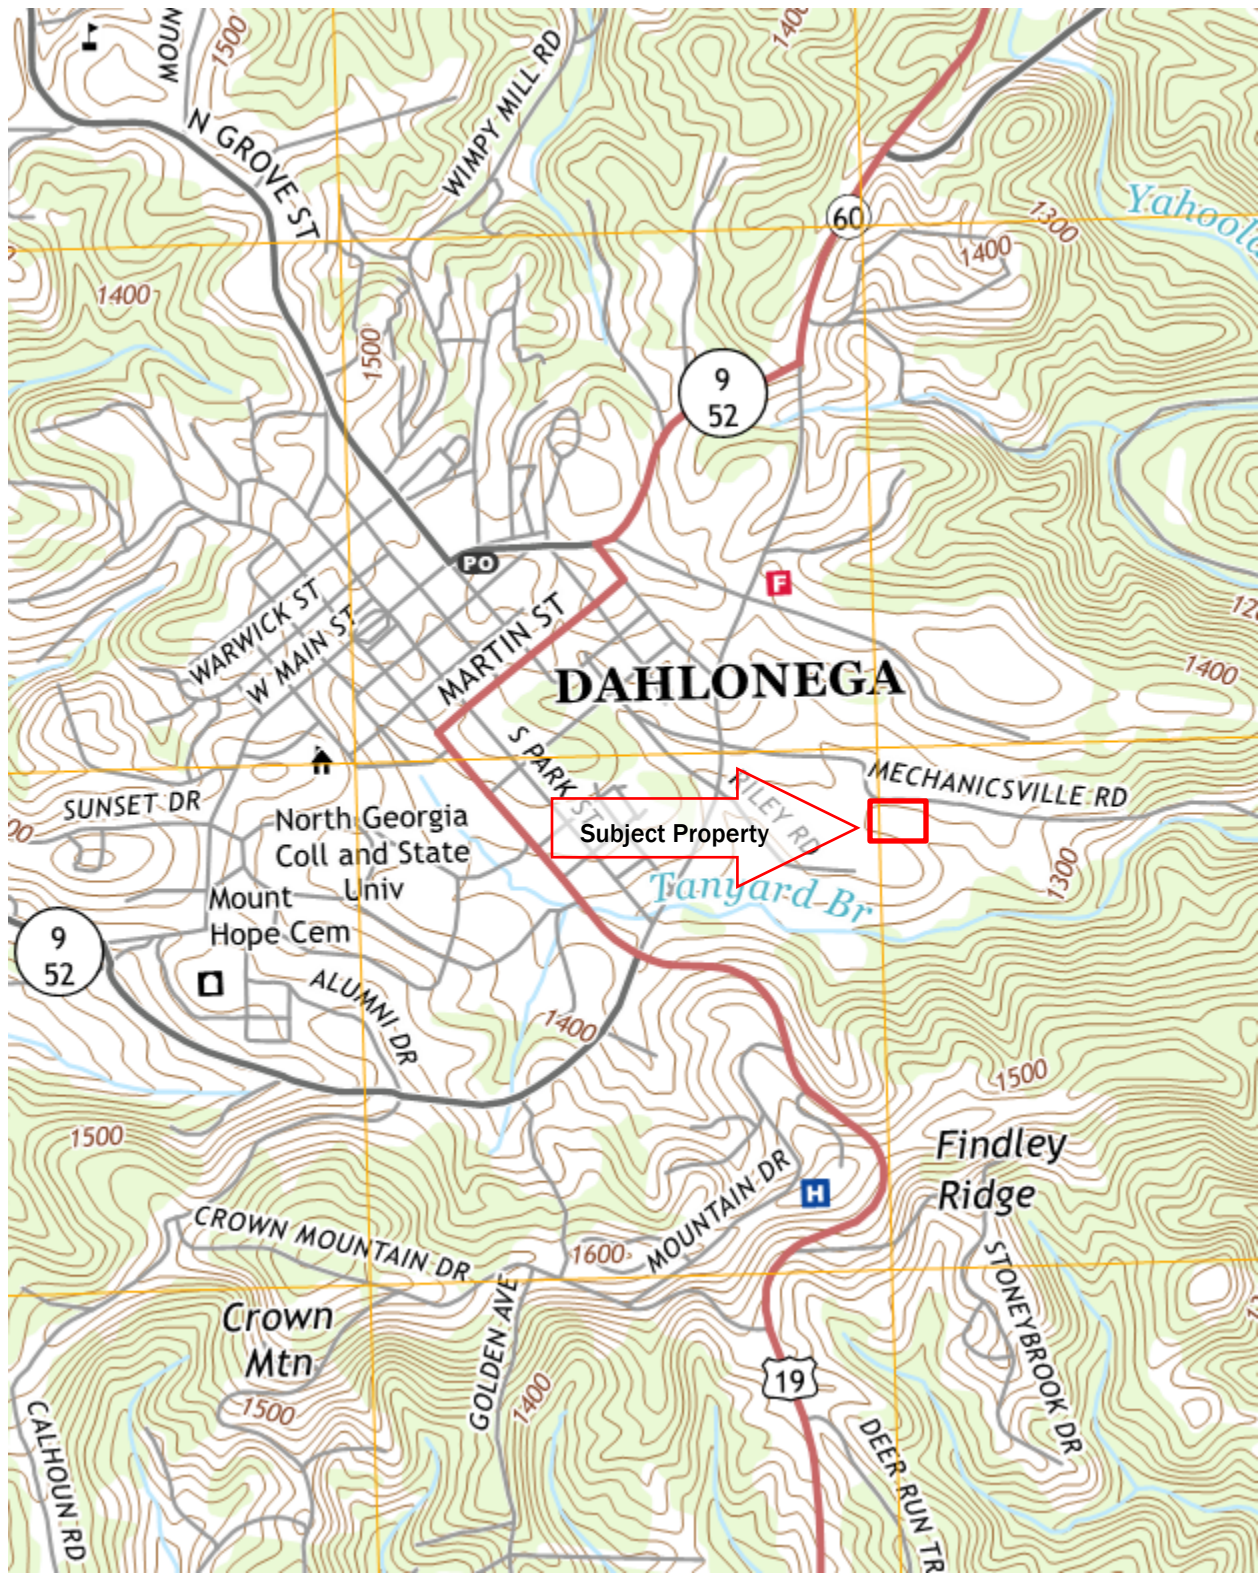 MOUN
1500
1400
WIMPY MILL RD
N GROVE ST
60
Yahoola
1300
1400
1400
1500
9
52
PO
F
WARWICK ST
W MAIN ST
MARTIN ST
DAHLONEGA
1400
S PARK ST
MECHANICSVILLE RD
RILEY RD
SUNSET DR
Subject Property
North Georgia
Coll and State
Univ
1300
Tanyard Br
Mount
Hope Cem
9
52
ALUMNI DR
1400
1500
1500
Findley
Ridge
H
MOUNTAIN DR
CROWN MOUNTAIN DR
1600
STONEYBROOK DR
Crown
Mtn
GOLDEN AVE
19
1500
1400
CALHOUN RD
DEER RUN TR